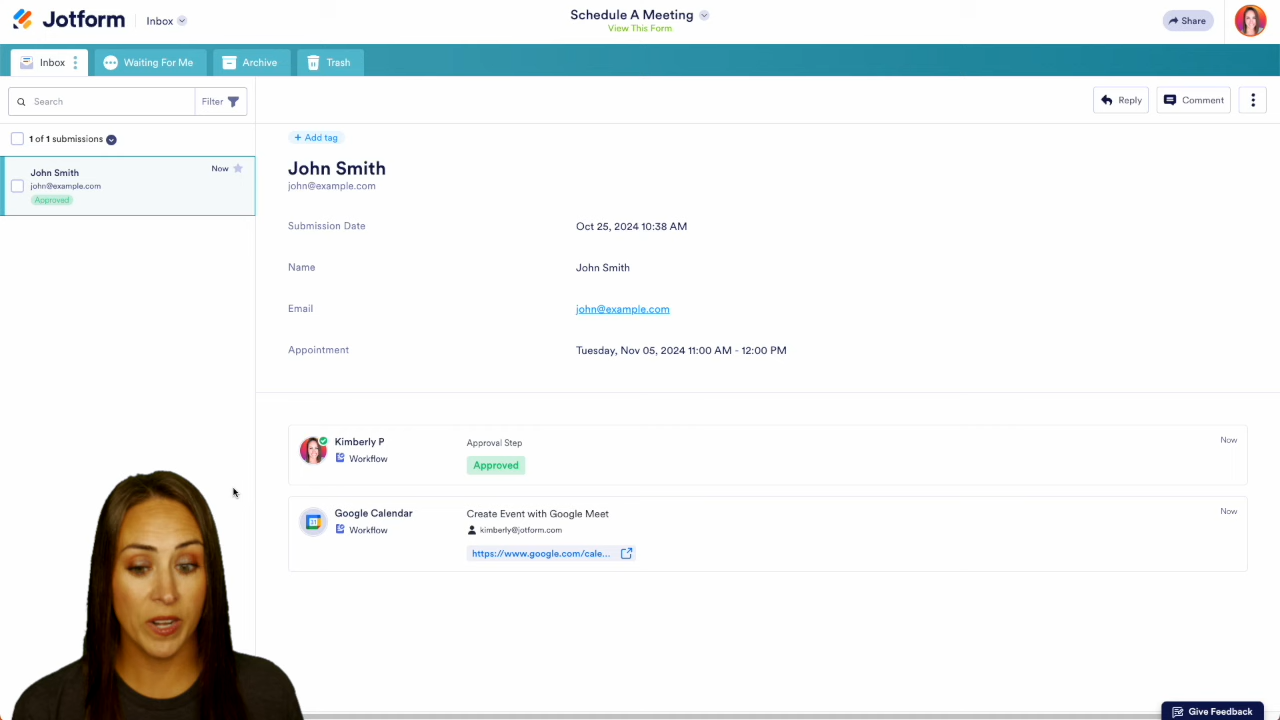 Jotform
Inbox
Schedule A Meeting
View This Form
Share
Inbox
Waiting For Me
Archive
Trash
Search
Filter
Reply
Comment
1 of 1 submissions
+ Add tag
John Smith
john@example.com
Approved
Now
John Smith
john@example.com
Submission Date
Oct 25, 2024 10:38 AM
Name
John Smith
Email
john@example.com
Appointment
Tuesday, Nov 05, 2024 11:00 AM - 12:00 PM
Kimberly P
Workflow
Approval Step
Approved
Now
Google Calendar
Workflow
Create Event with Google Meet
kimberly@jotform.com
https://www.google.com/cale...
Now
31
Give Feedback